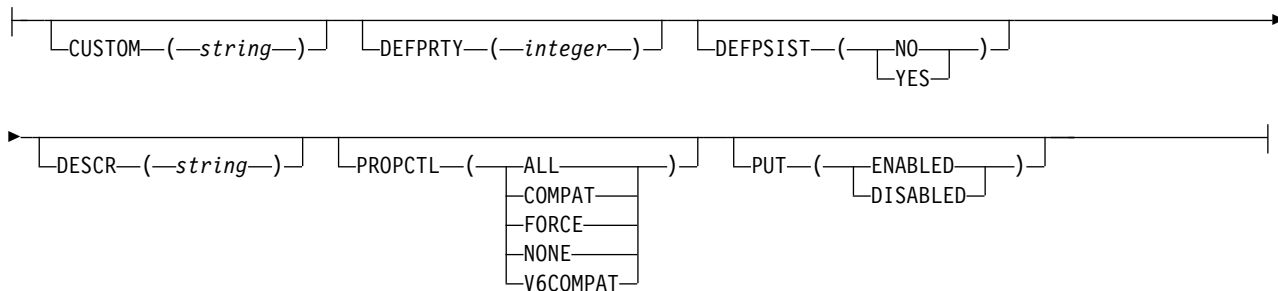 CUSTOM ( string ) DEFPRTY ( integer ) DEFPSIST ( NO )
YES
DESCR ( string ) PROPCTL ( ALL ) PUT ( ENABLED )
COMPAT DISABLED
FORCE
NONE
V6COMPAT